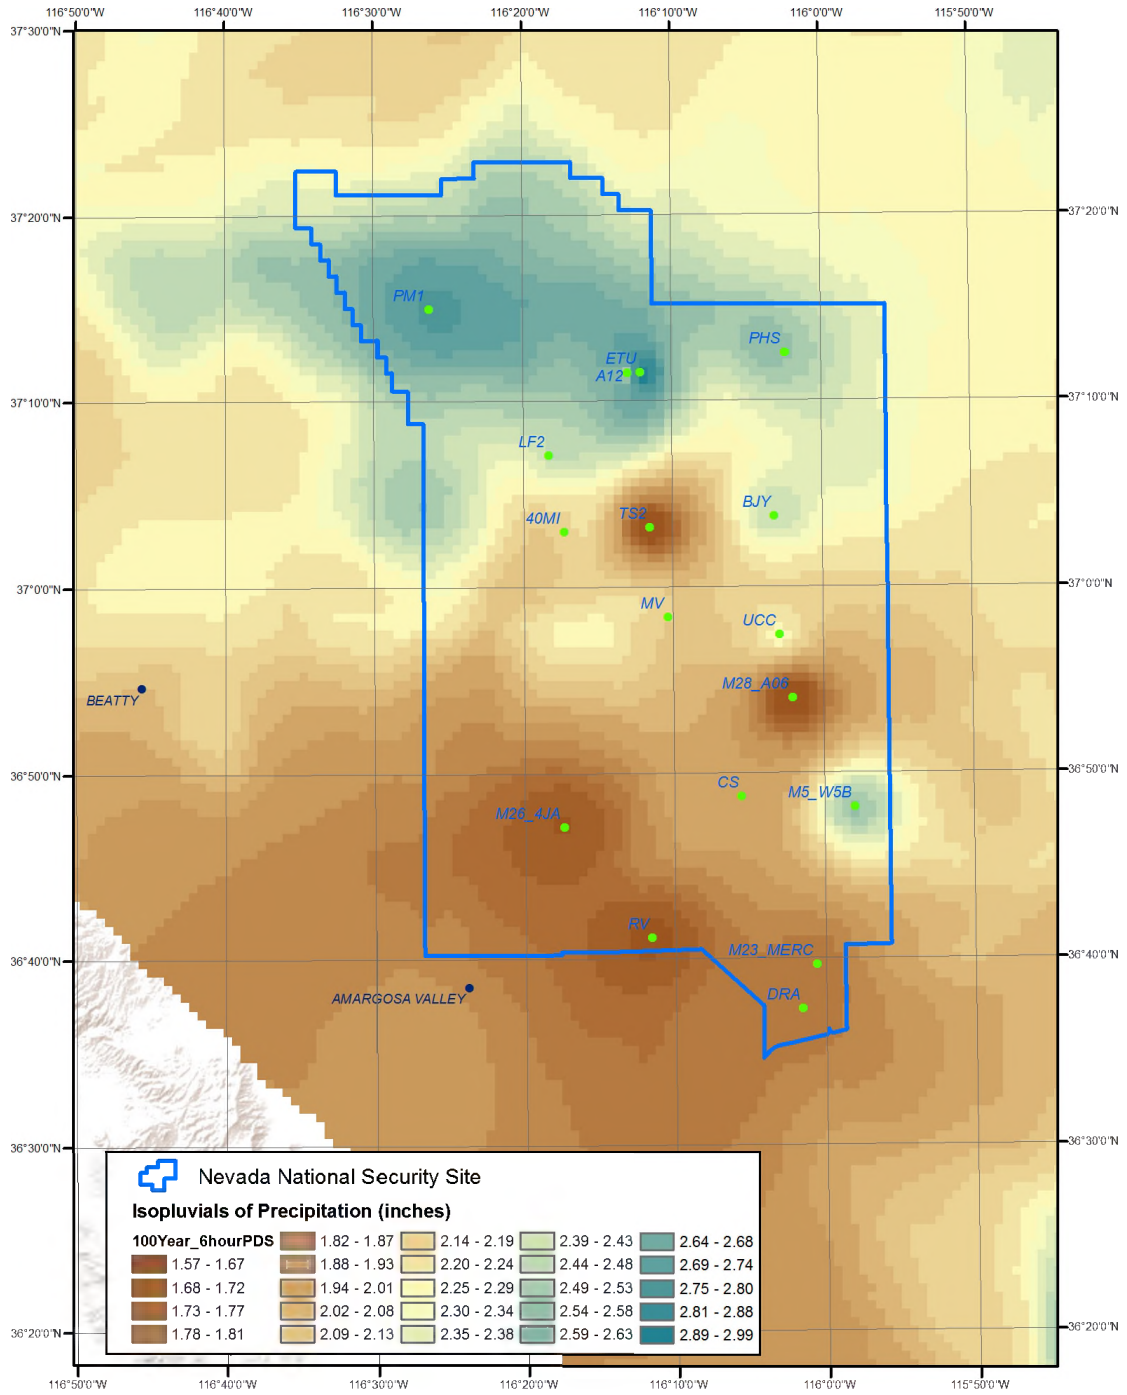 116°50'0"W 116°30'0"W 116°20'0"W 116°10'0"W 116°0'0"W 115°50'0"W
37°30'0"N
37°20'0"N 37°20'0"N
PM1
PHS
ETU
A12
37°10'0"N 37°10'0"N
LF2
BJY
TS2
40MI
37°0'0"N 37°0'0"N
MV
UCC
M28_A06
BEATTY
36°50'0"N 36°50'0"N
CS
M5_W5B
M26_4JA
RV
M23_MERC
36°40'0"N 36°40'0"N
AMARGOSA VALLEY
DRA
36°30'0"N 36°30'0"N
Nevada National Security Site
Isopluvials of Precipitation (inches)
100Year_6hourPDS
1.57 - 1.67
1.68 - 1.72
1.73 - 1.77
1.78 - 1.81
1.82 - 1.87
1.88 - 1.93
1.94 - 2.01
2.02 - 2.08
2.09 - 2.13
2.14 - 2.19
2.20 - 2.24
2.25 - 2.29
2.30 - 2.34
2.35 - 2.38
2.39 - 2.43
2.44 - 2.48
2.49 - 2.53
2.54 - 2.58
2.59 - 2.63
2.64 - 2.68
2.69 - 2.74
2.75 - 2.80
2.81 - 2.88
2.89 - 2.99
36°20'0"N 36°20'0"N
116°50'0"W 116°40'0"W 116°30'0"W 116°20'0"W 116°10'0"W 116°0'0"W 115°50'0"W